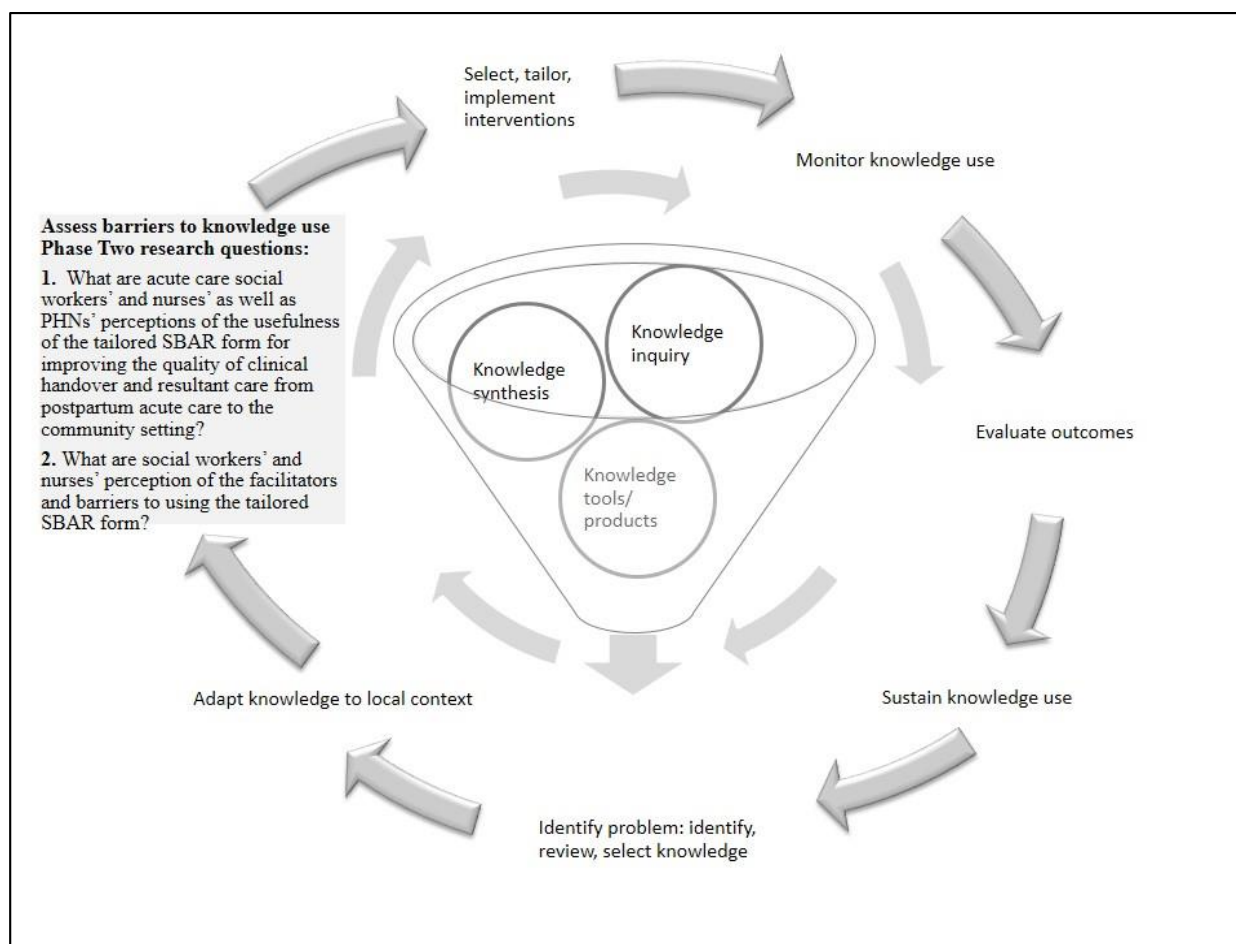 Select, tailor,
implement
interventions
Monitor knowledge use
Assess barriers to knowledge use
Phase Two research questions:
1. What are acute care social
workers’ and nurses’ as well as
PHNs’ perceptions of the usefulness
of the tailored SBAR form for
improving the quality of clinical
handover and resultant care from
postpartum acute care to the
community setting?
2. What are social workers’ and
nurses’ perception of the facilitators
and barriers to using the tailored
SBAR form?
Knowledge
inquiry
Knowledge
synthesis
Knowledge
tools/
products
Evaluate outcomes
Adapt knowledge to local context
Sustain knowledge use
Identify problem: identify,
review, select knowledge